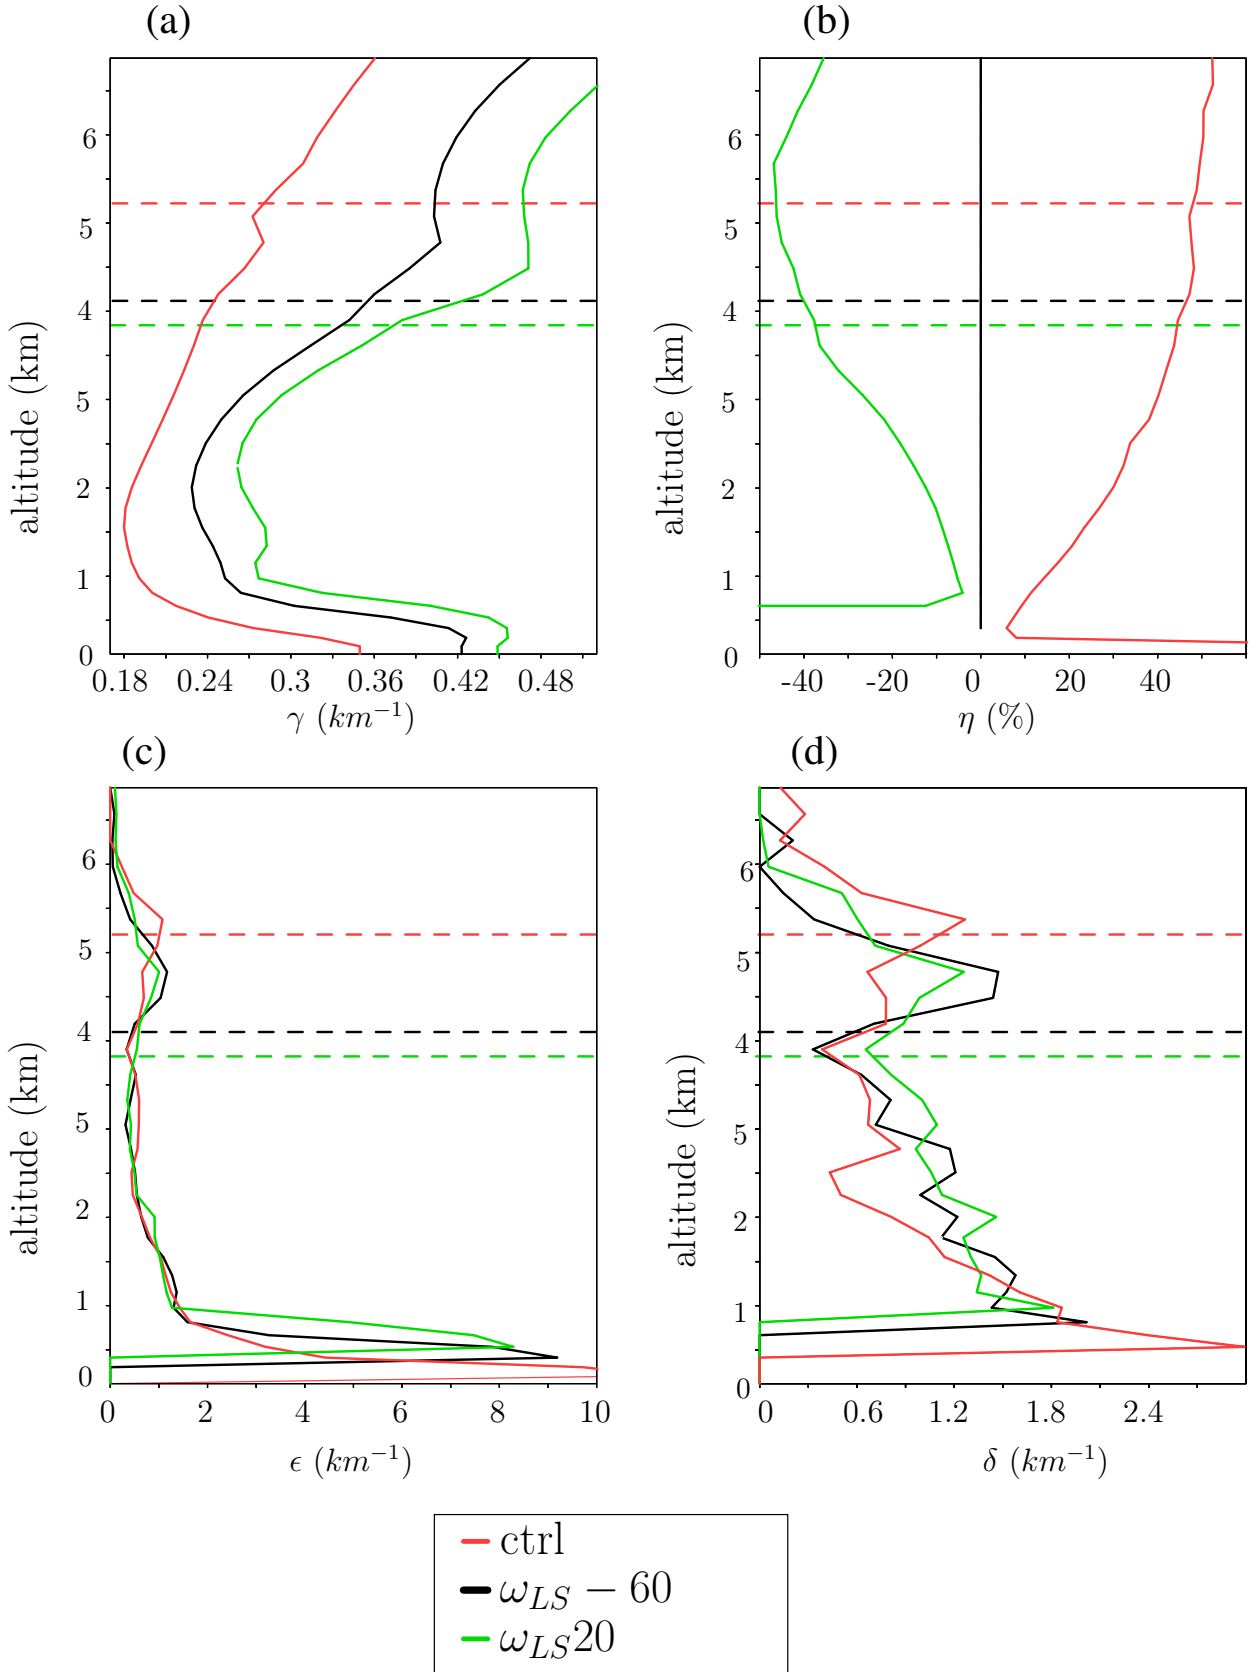 (a)
(b)
6
5
4
5
2
1
0
altitude (km)
0.18 0.24 0.3 0.36 0.42 0.48
γ (km⁻¹)
6
5
4
5
2
1
0
altitude (km)
-40 -20 0 20 40
η (%)
(c)
(d)
6
5
4
5
2
1
0
altitude (km)
0 2 4 6 8 10
ϵ (km⁻¹)
6
5
4
5
2
1
0
altitude (km)
0 0.6 1.2 1.8 2.4
δ (km⁻¹)
ctrl
ω_LS − 60
ω_LS20